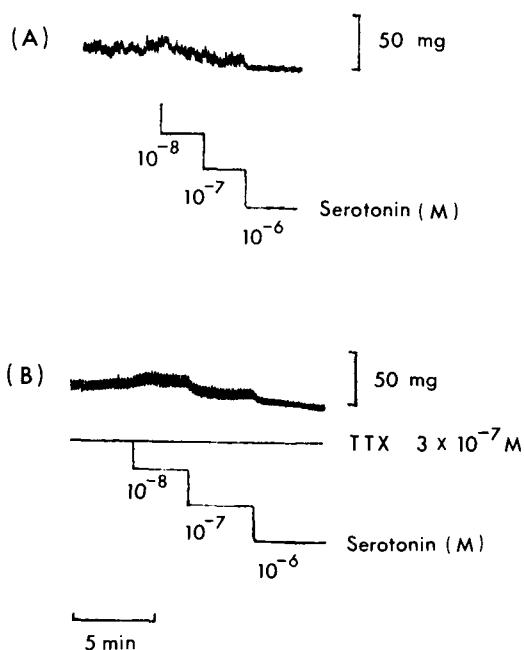 (A)
50 mg
10⁻⁸
10⁻⁷
10⁻⁶
Serotonin (M)
(B)
50 mg
TTX 3 × 10⁻⁷ M
10⁻⁸
10⁻⁷
10⁻⁶
Serotonin (M)
5 min